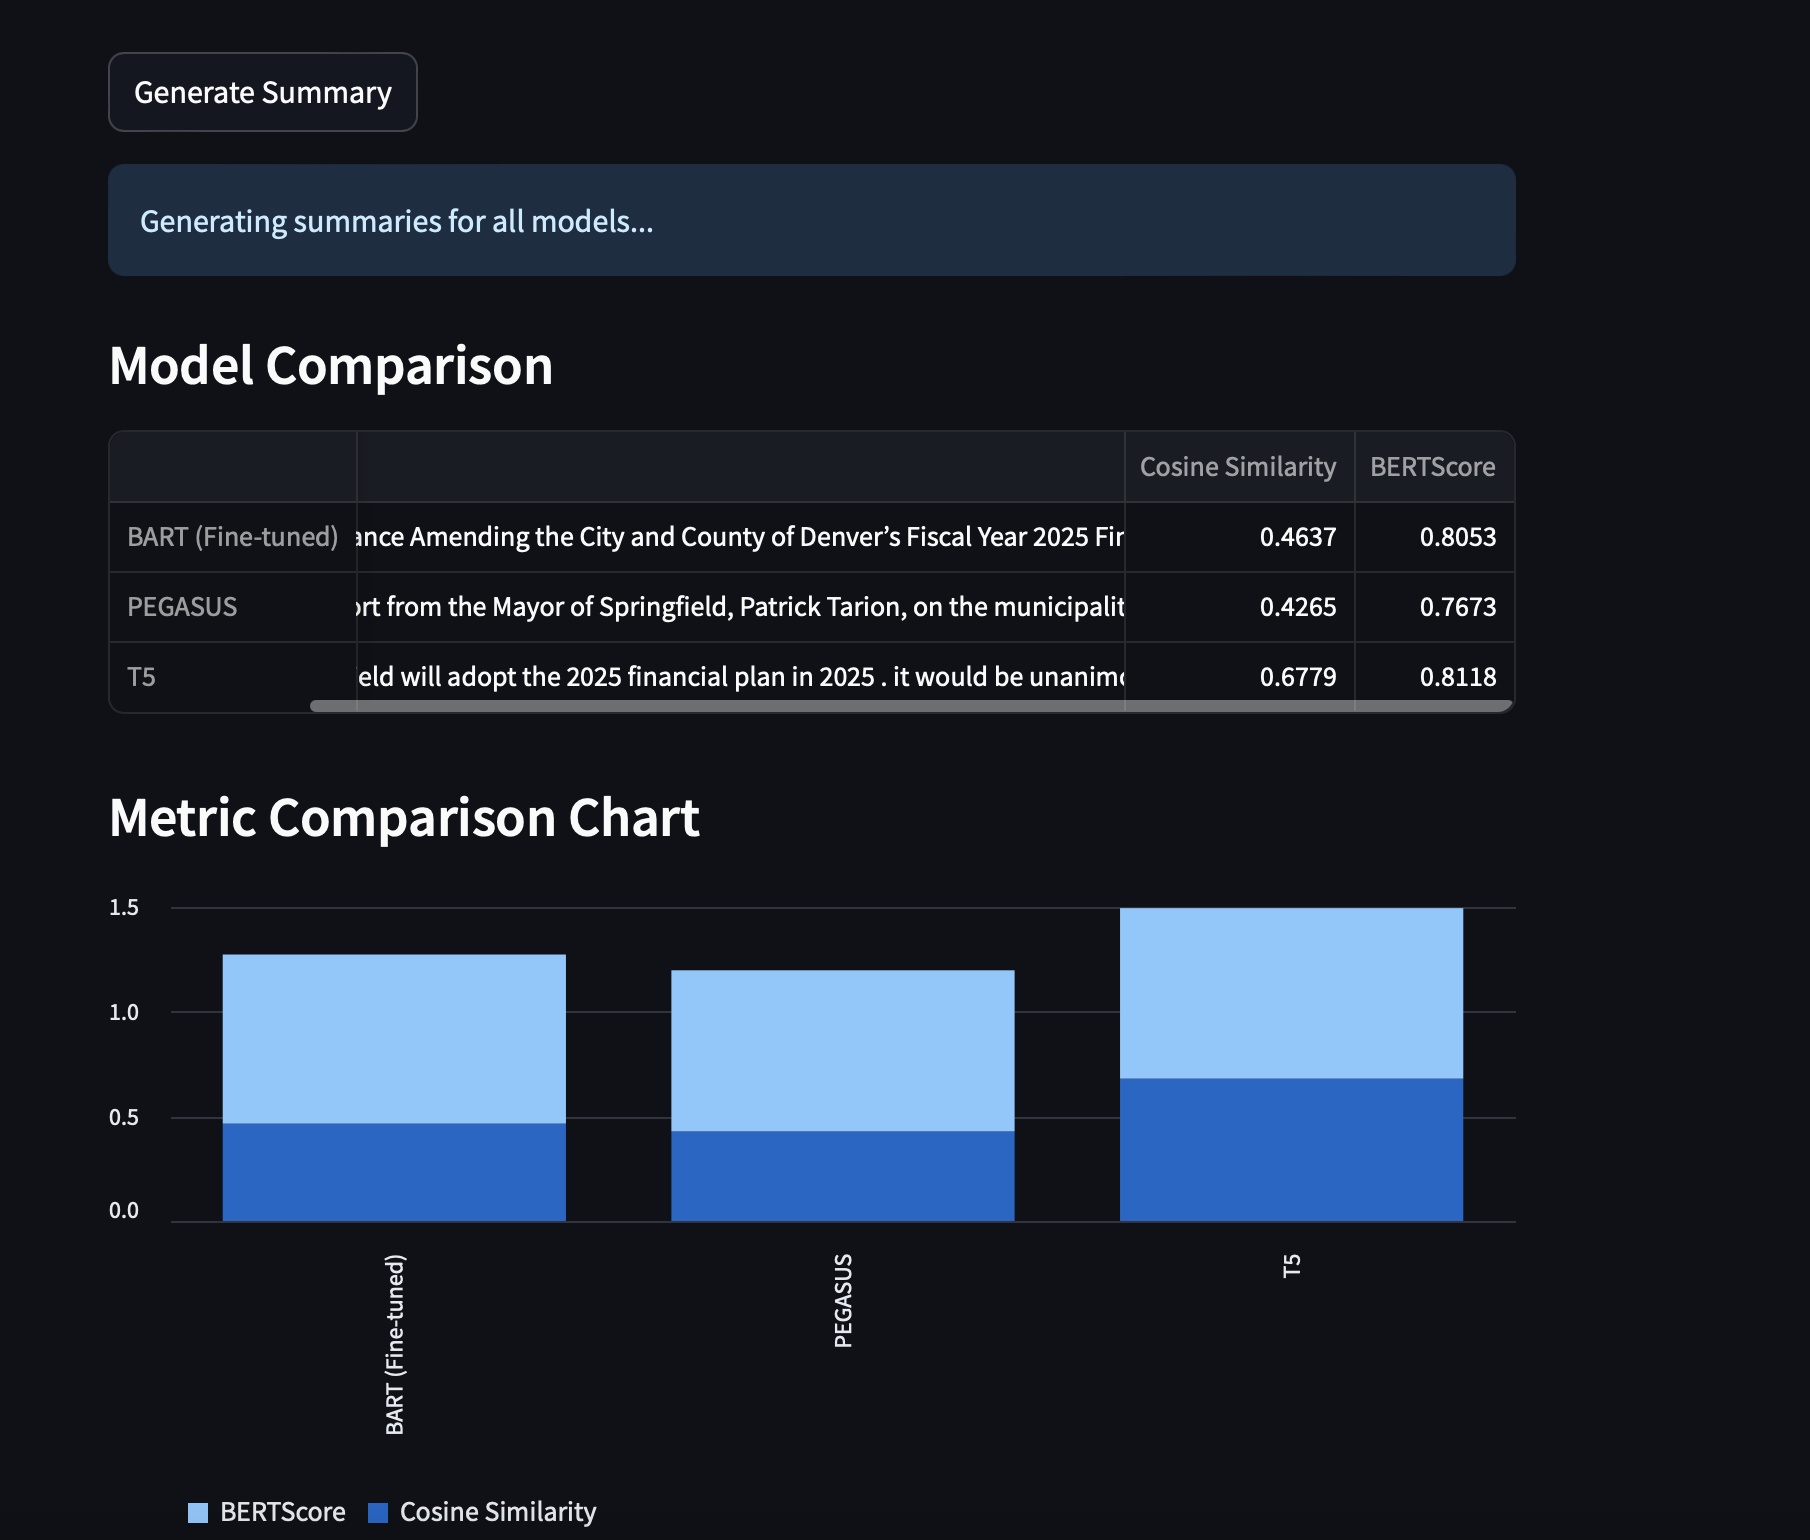 Generate Summary
Generating summaries for all models...
Model Comparison
Cosine Similarity BERTScore
BART (Fine-tuned) ance Amending the City and County of Denver’s Fiscal Year 2025 Fin 0.4637 0.8053
PEGASUS ort from the Mayor of Springfield, Patrick Tarion, on the municipalit 0.4265 0.7673
T5 eld will adopt the 2025 financial plan in 2025 . it would be unanimo 0.6779 0.8118
Metric Comparison Chart
1.5
1.0
0.5
0.0
BART (Fine-tuned)
PEGASUS
T5
BERTScore Cosine Similarity